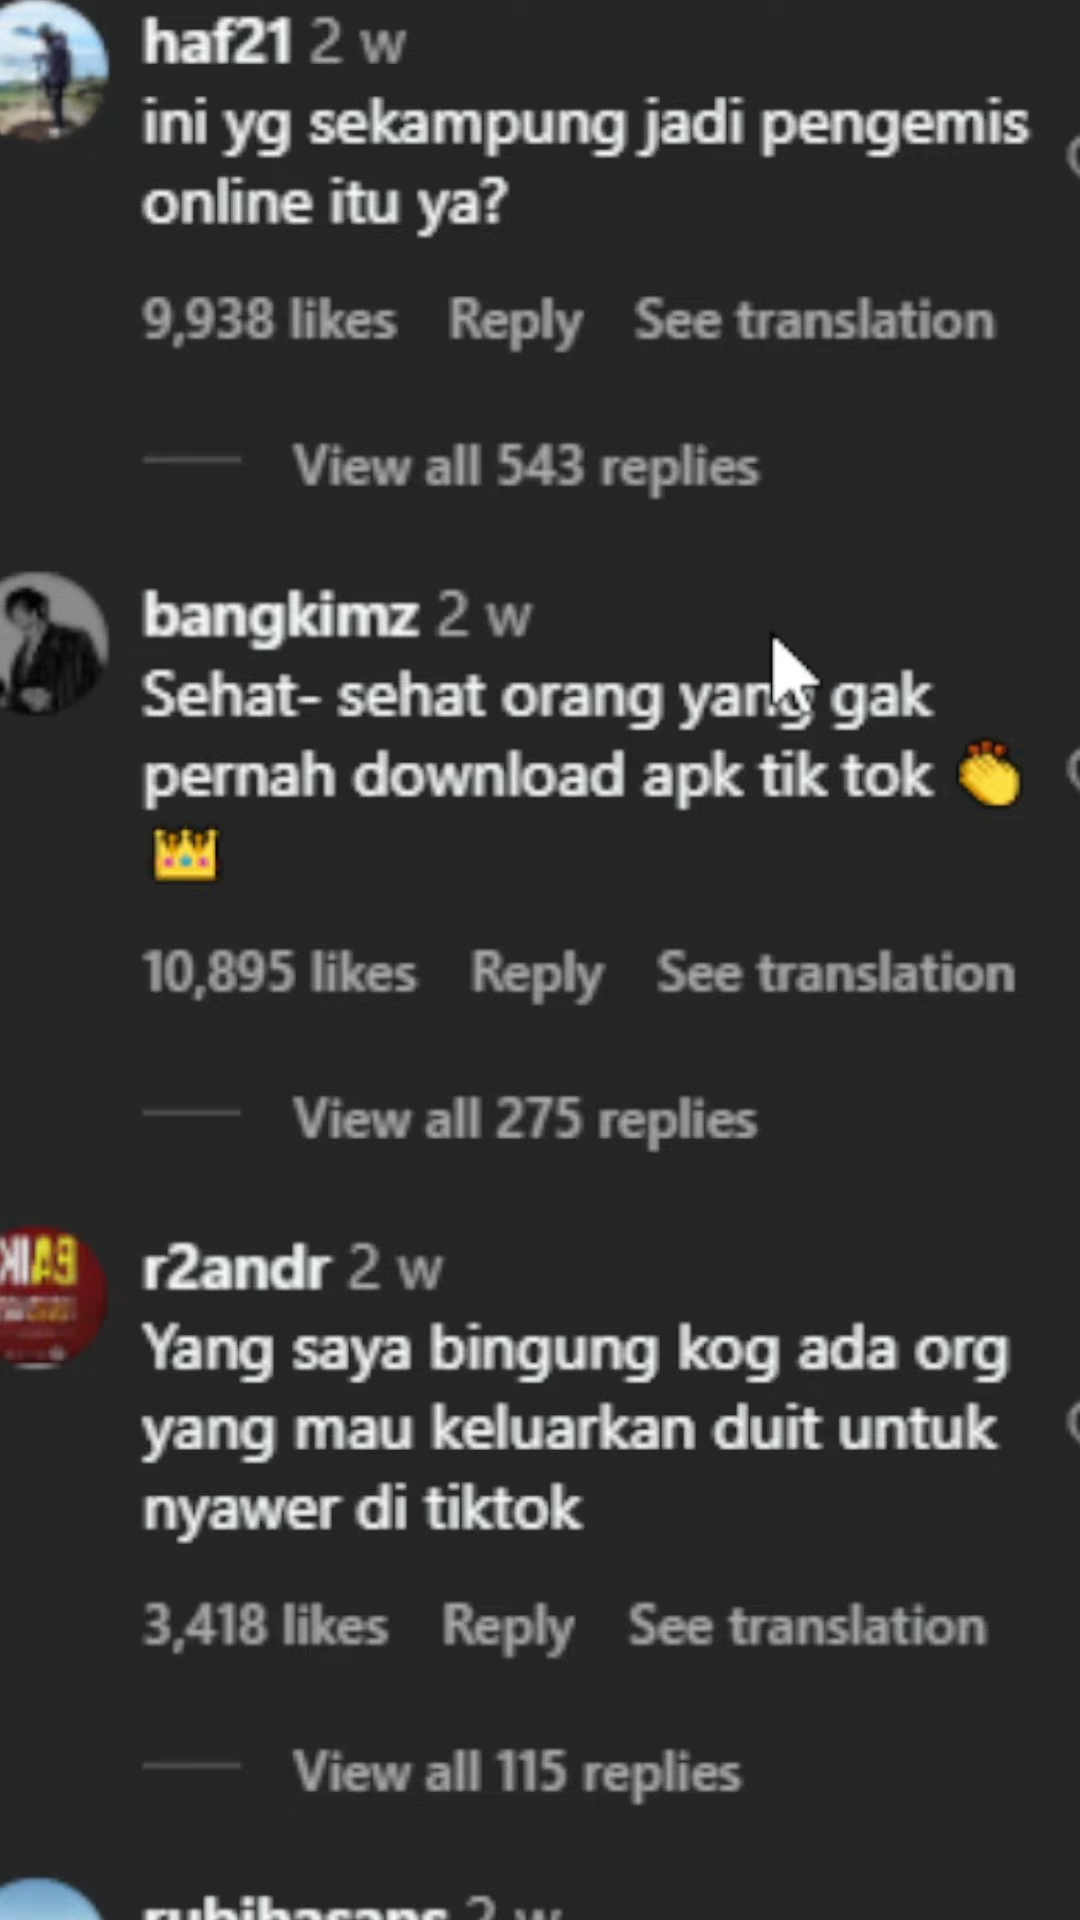 haf21 2 w
ini yg sekampung jadi pengemis
online itu ya?
9,938 likes Reply See translation
View all 543 replies
bangkimz 2 w
Sehat- sehat orang yang gak
pernah download apk tik tok 👏
👑
10,895 likes Reply See translation
View all 275 replies
r2andr 2 w
Yang saya bingung kog ada org
yang mau keluarkan duit untuk
nyawer di tiktok
3,418 likes Reply See translation
View all 115 replies
2 w